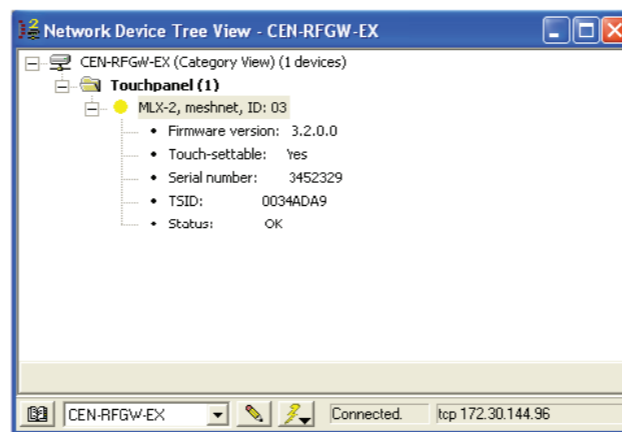 Network Device Tree View - CEN-RFGW-EX
CEN-RFGW-EX (Category View) (1 devices)
Touchpanel (1)
MLX-2, meshnet, ID: 03
• Firmware version: 3.2.0.0
• Touch-settable: Yes
• Serial number: 3452329
• TSID: 0034ADA9
• Status: OK
CEN-RFGW-EX Connected. tcp 172.30.144.96